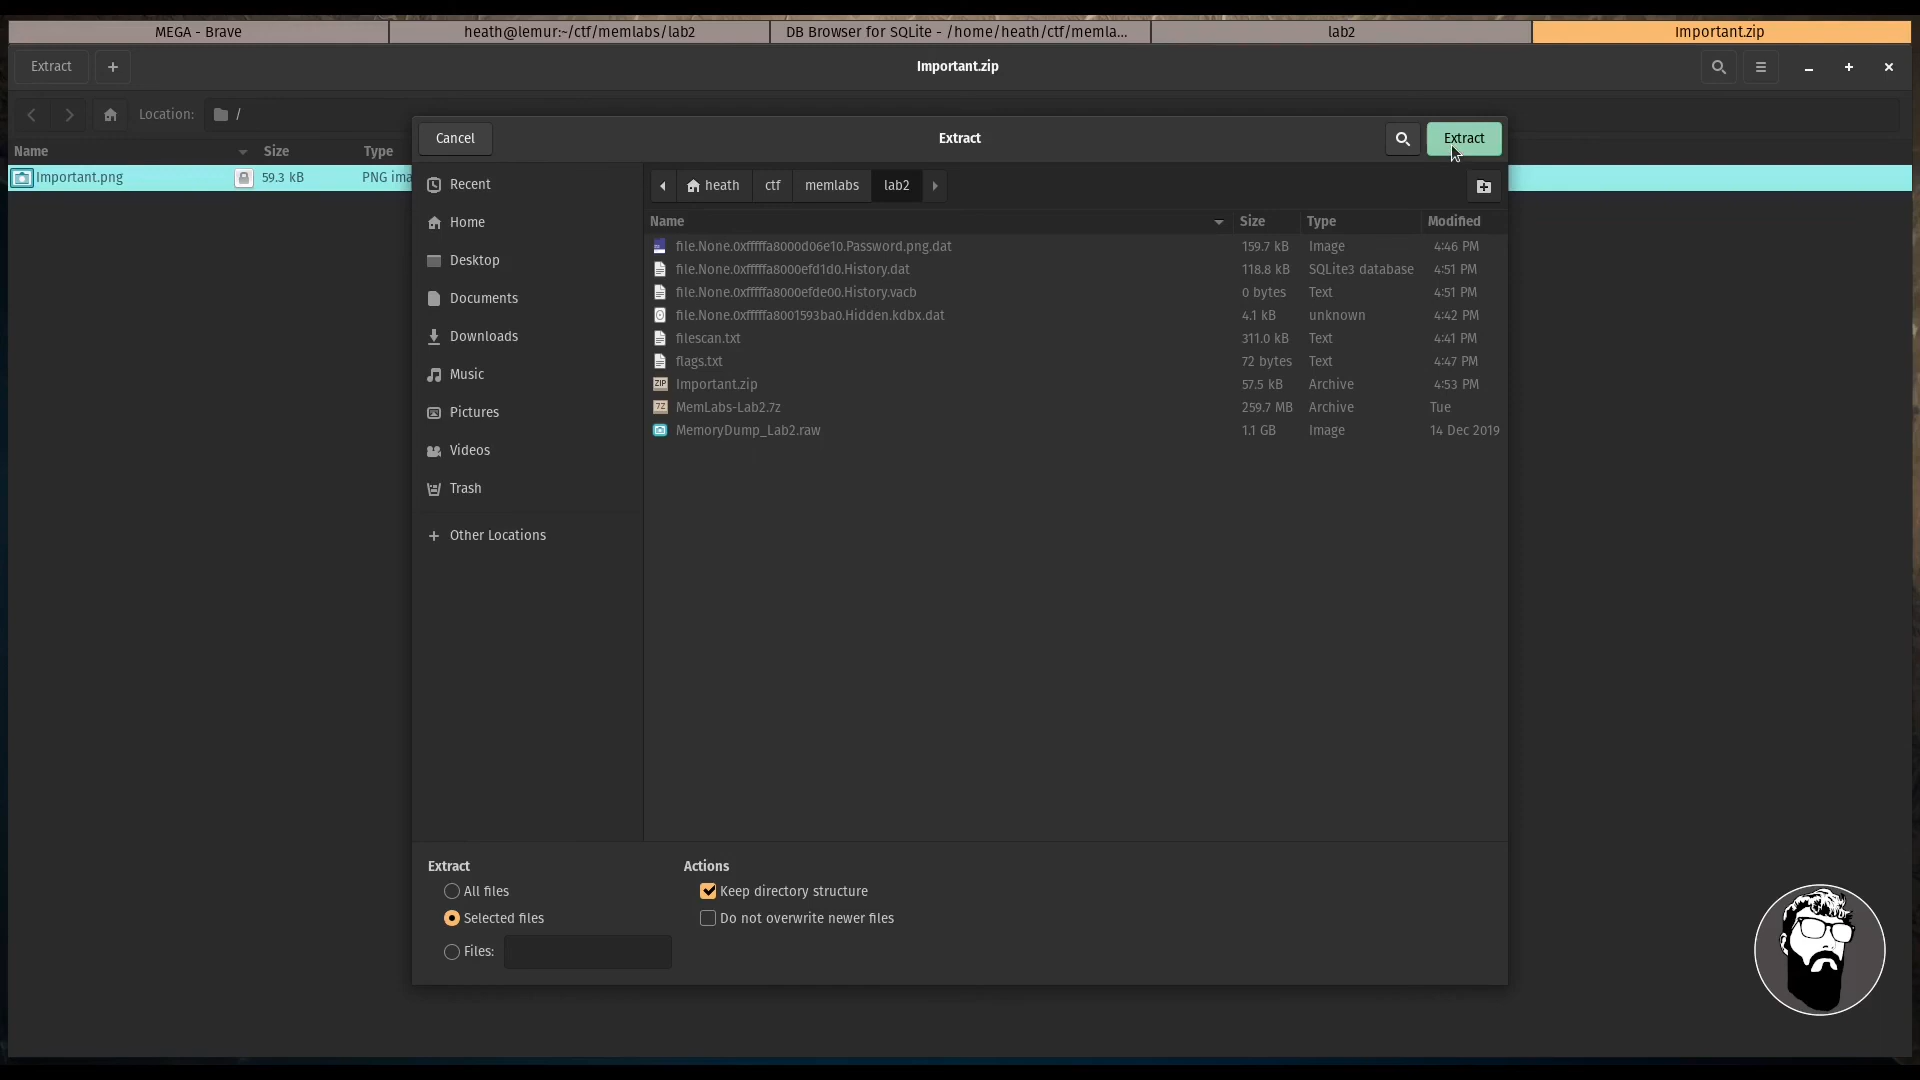 MEGA - Brave
heath@lemur:~/ctf/memlabs/lab2
DB Browser for SQLite - /home/heath/ctf/memla...
lab2
Important.zip
Extract
Important.zip
Location:
/
Name Size Type
Important.png 59.3 kB PNG ima
Cancel
Extract
Extract
Recent
Home
Desktop
Documents
Downloads
Music
Pictures
Videos
Trash
Other Locations
heath ctf memlabs lab2
Name Size Type Modified
file.None.0xfffffa8000d06e10.Password.png.dat 159.7 kB Image 4:46 PM
file.None.0xfffffa8000efd1d0.History.dat 118.8 kB SQLite3 database 4:51 PM
file.None.0xfffffa8000efde00.History.vacb 0 bytes Text 4:51 PM
file.None.0xfffffa8001593ba0.Hidden.kdbx.dat 4.1 kB unknown 4:42 PM
filescan.txt 311.0 kB Text 4:41 PM
flags.txt 72 bytes Text 4:47 PM
ZIP Important.zip 57.5 kB Archive 4:53 PM
7Z MemLabs-Lab2.7z 259.7 MB Archive Tue
MemoryDump_Lab2.raw 1.1 GB Image 14 Dec 2019
Extract
All files
Selected files
Files:
Actions
Keep directory structure
Do not overwrite newer files